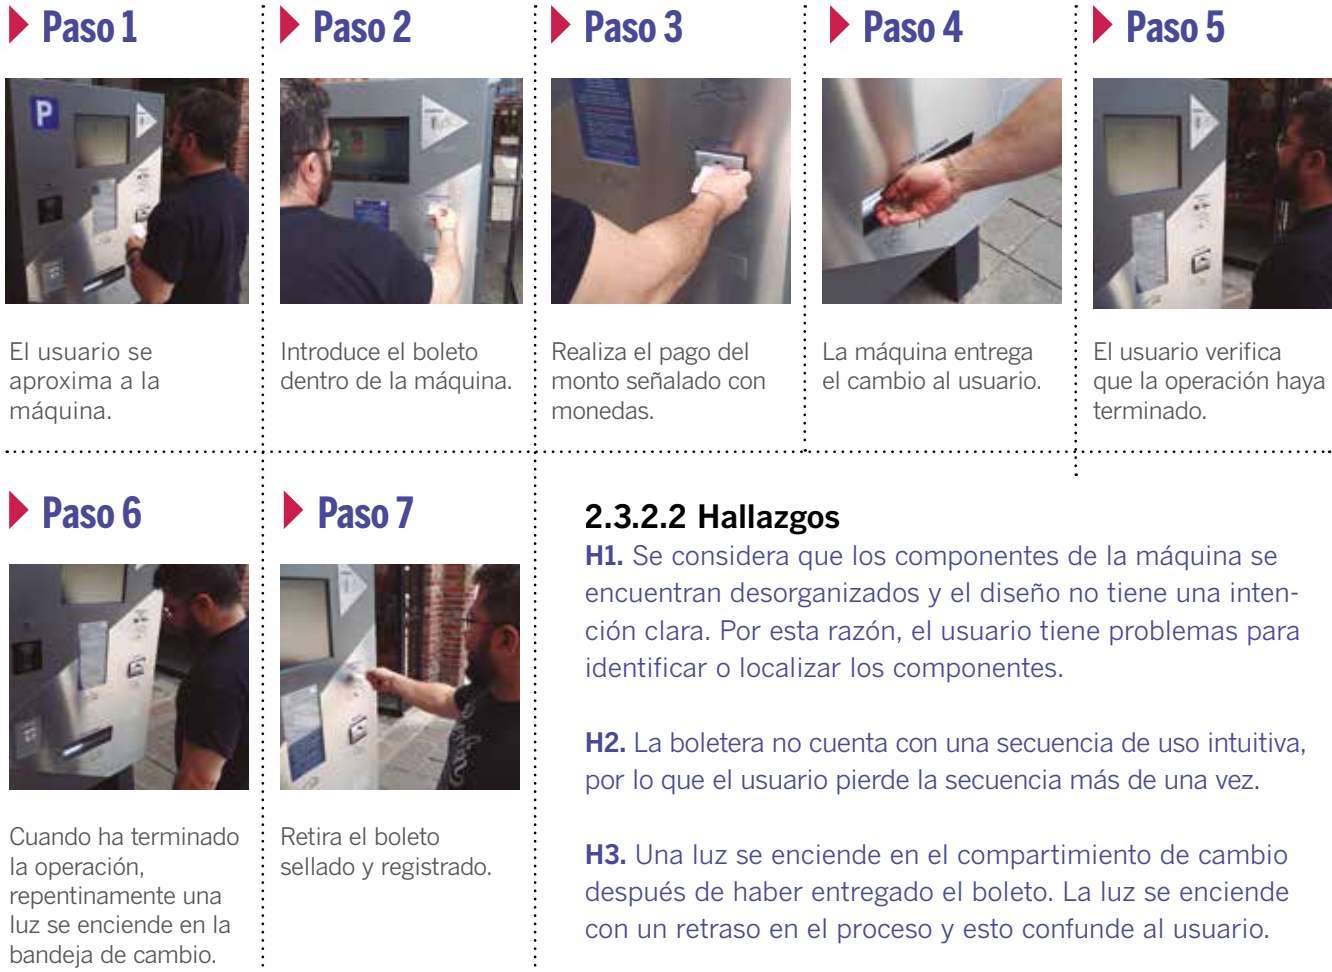 Paso 1
El usuario se
aproxima a la
máquina.
Paso 2
Introduce el boleto
dentro de la máquina.
Paso 3
Realiza el pago del
monto señalado con
monedas.
Paso 4
La máquina entrega
el cambio al usuario.
Paso 5
El usuario verifica
que la operación haya
terminado.
Paso 6
Cuando ha terminado
la operación,
repentinamente una
luz se enciende en la
bandeja de cambio.
Paso 7
Retira el boleto
sellado y registrado.
2.3.2.2 Hallazgos
H1. Se considera que los componentes de la máquina se
encuentran desorganizados y el diseño no tiene una inten-
ción clara. Por esta razón, el usuario tiene problemas para
identificar o localizar los componentes.
H2. La boletera no cuenta con una secuencia de uso intuitiva,
por lo que el usuario pierde la secuencia más de una vez.
H3. Una luz se enciende en el compartimiento de cambio
después de haber entregado el boleto. La luz se enciende
con un retraso en el proceso y esto confunde al usuario.
P